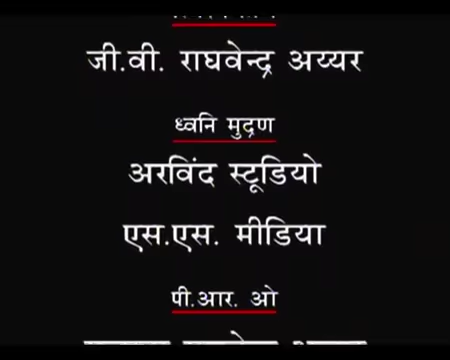 जी.वी. राघवेन्द्र अय्यर
ध्वनि मुद्रण
अरविंद स्टूडियो
एस.एस. मीडिया
पी.आर. ओ